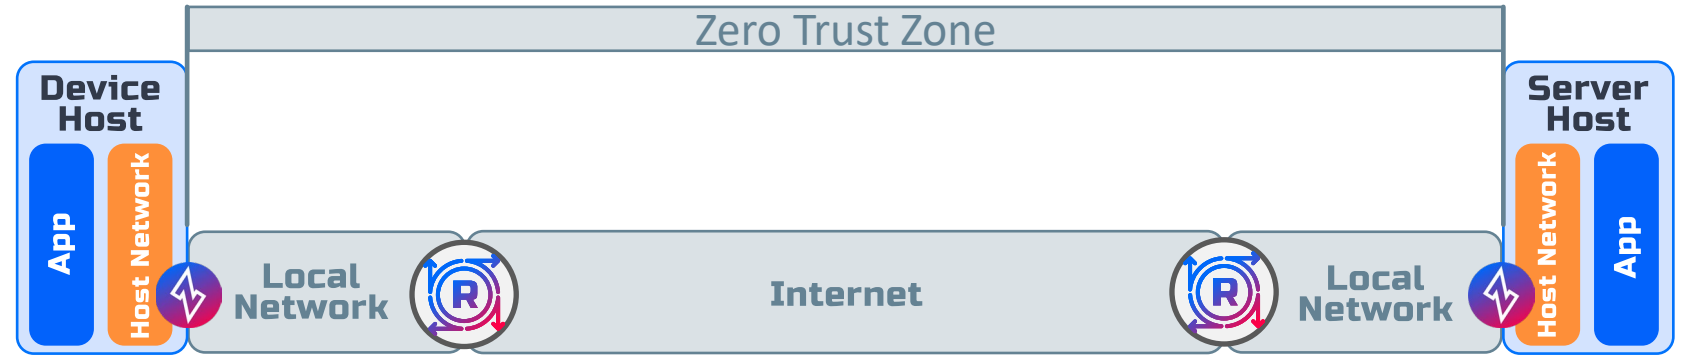 Zero Trust Zone
Device
Host
App
Host Network
Local
Network
R
Internet
R
Local
Network
Server
Host
Host Network
App